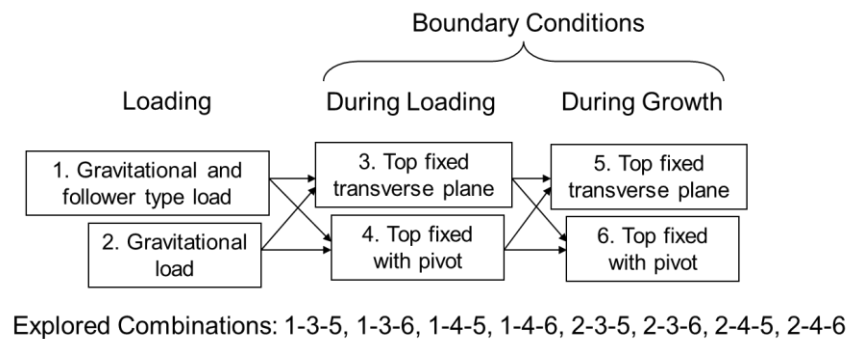 Boundary Conditions
Loading
During Loading
During Growth
1. Gravitational and
follower type load
3. Top fixed
transverse plane
5. Top fixed
transverse plane
2. Gravitational
load
4. Top fixed
with pivot
6. Top fixed
with pivot
Explored Combinations: 1-3-5, 1-3-6, 1-4-5, 1-4-6, 2-3-5, 2-3-6, 2-4-5, 2-4-6